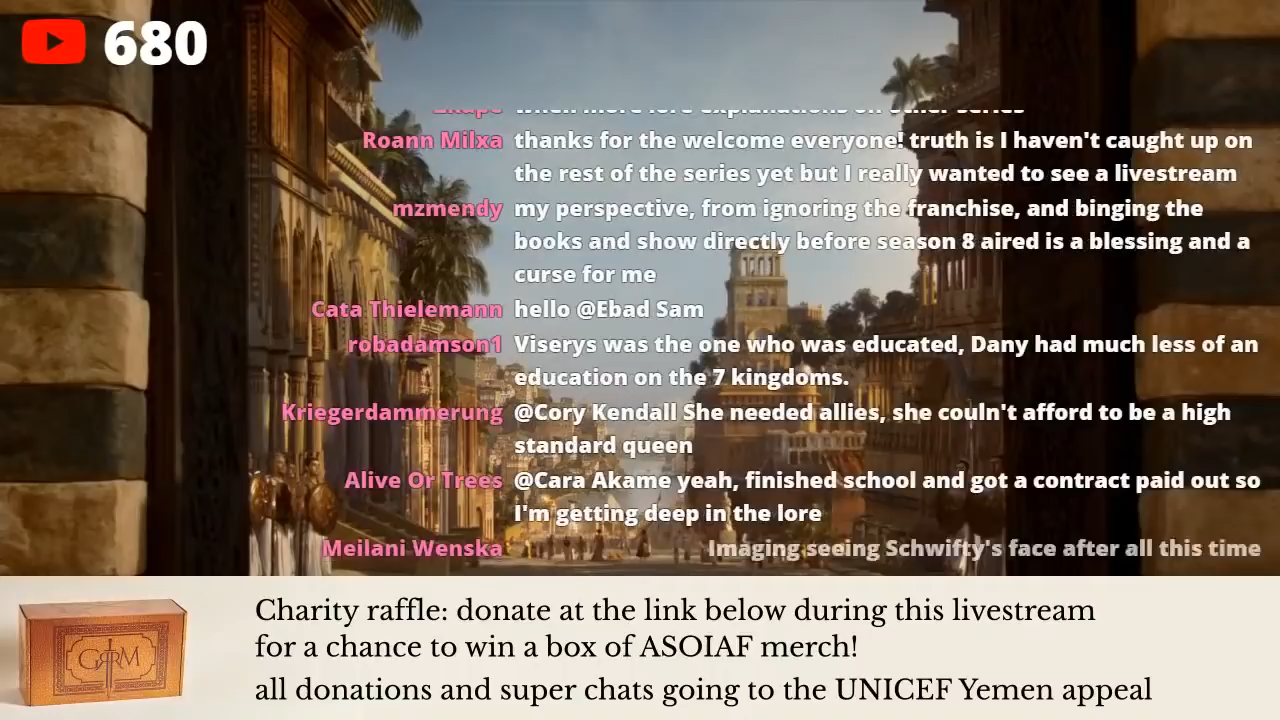 680
Roann Milxa thanks for the welcome everyone! truth is I haven't caught up on
the rest of the series yet but I really wanted to see a livestream
mzmendy my perspective, from ignoring the franchise, and binging the
books and show directly before season 8 aired is a blessing and a
curse for me
Cata Thielemann hello @Ebad Sam
robadamson1 Viserys was the one who was educated, Dany had much less of an
education on the 7 kingdoms.
Kriegerdammerung @Cory Kendall She needed allies, she couln't afford to be a high
standard queen
Alive Or Trees @Cara Akame yeah, finished school and got a contract paid out so
I'm getting deep in the lore
Meilani Wenska Imaging seeing Schwifty's face after all this time
GRRM
Charity raffle: donate at the link below during this livestream
for a chance to win a box of ASOIAF merch!
all donations and super chats going to the UNICEF Yemen appeal